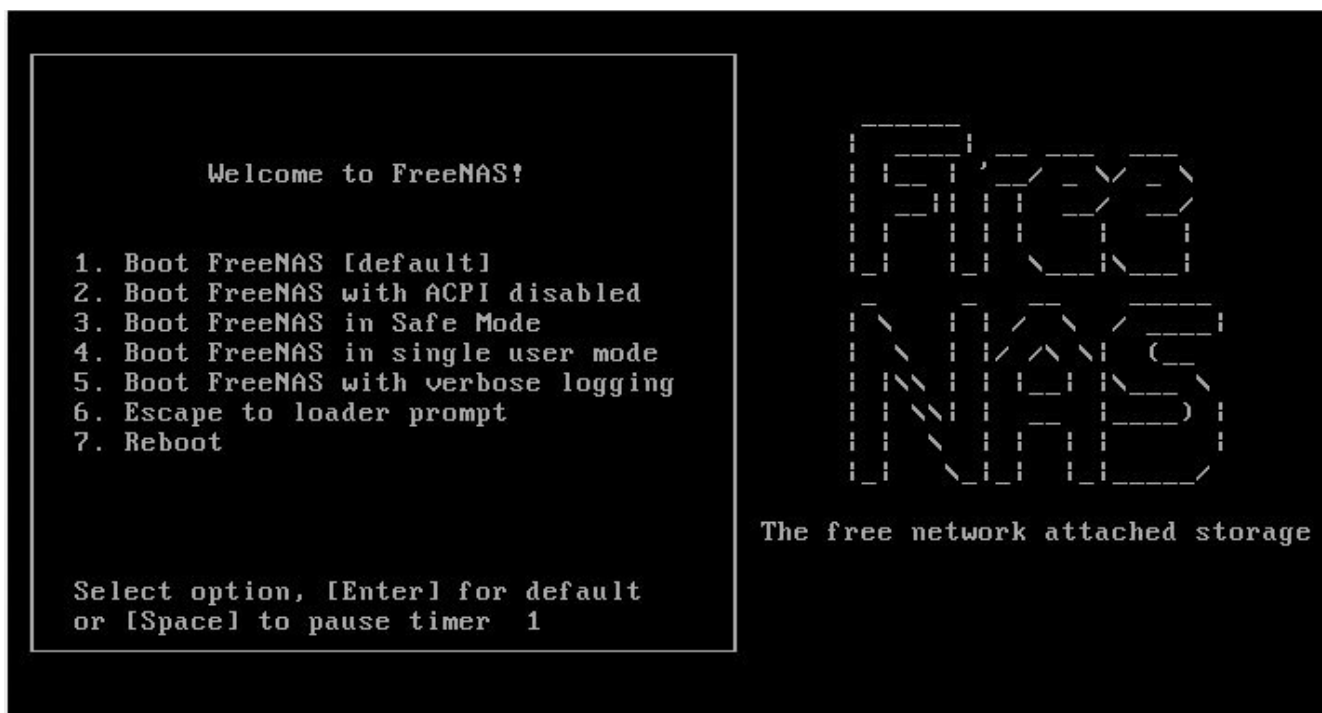 Welcome to FreeNAS!
1. Boot FreeNAS [default]
2. Boot FreeNAS with ACPI disabled
3. Boot FreeNAS in Safe Mode
4. Boot FreeNAS in single user mode
5. Boot FreeNAS with verbose logging
6. Escape to loader prompt
7. Reboot
Select option, [Enter] for default
or [Space] to pause timer 1
Free
NAS
The free network attached storage